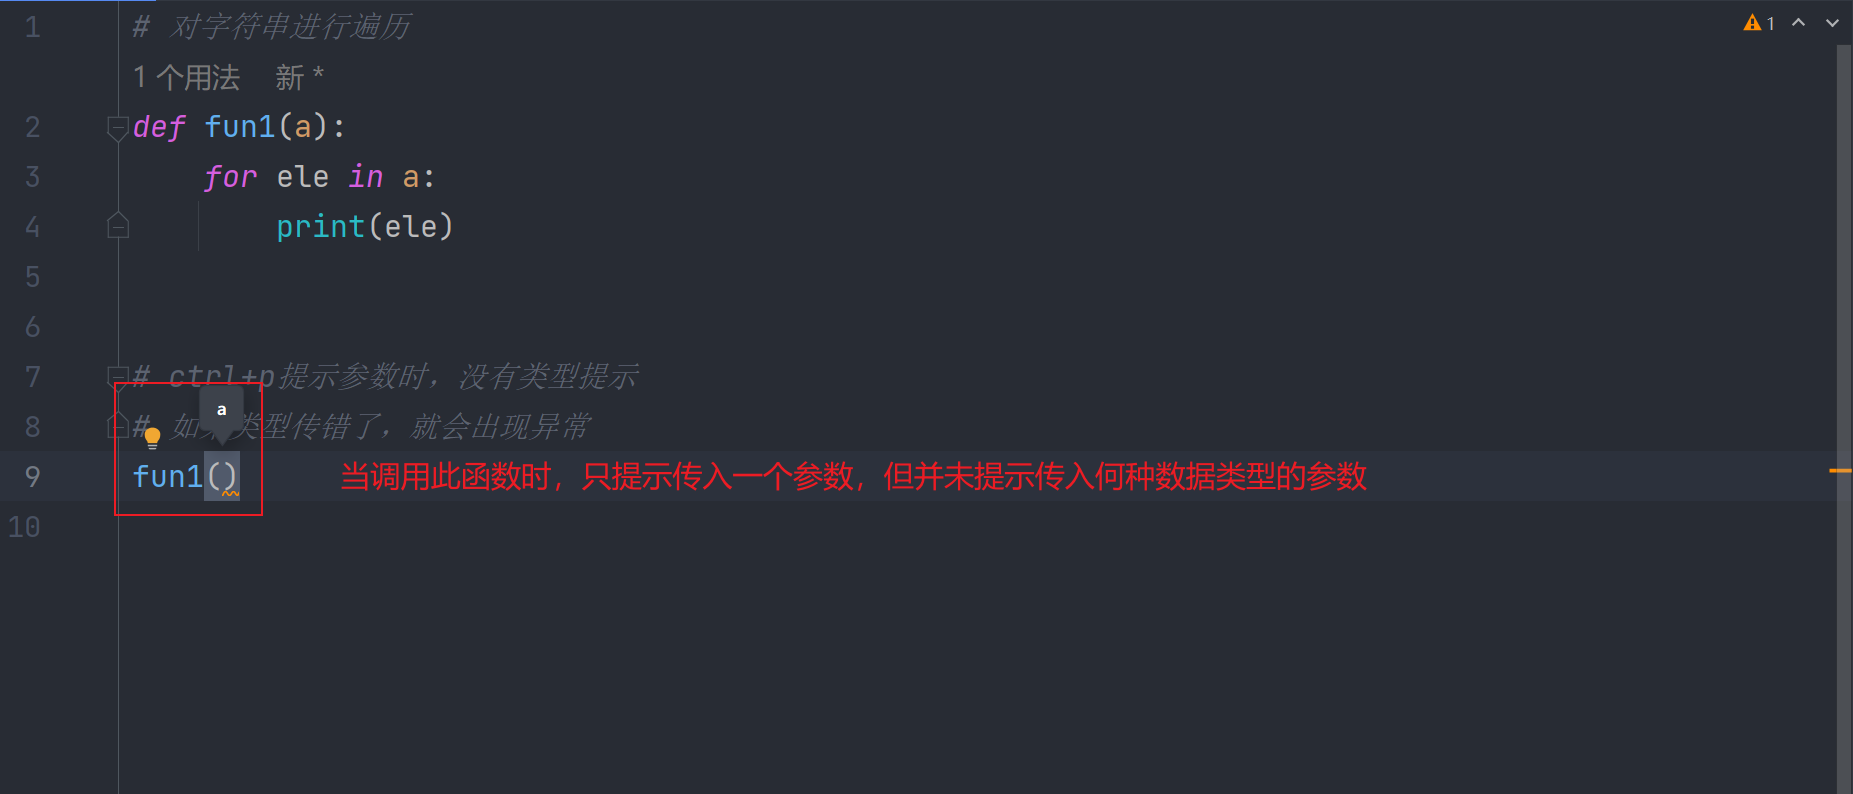 1 # 对字符串进行遍历
1 个用法 新 *
2 def fun1(a):
3 for ele in a:
4 print(ele)
5
6
7 # ctrl+p提示参数时，没有类型提示
a
8 # 如果类型传错了，就会出现异常
9 fun1() 当调用此函数时，只提示传入一个参数，但并未提示传入何种数据类型的参数
10
1